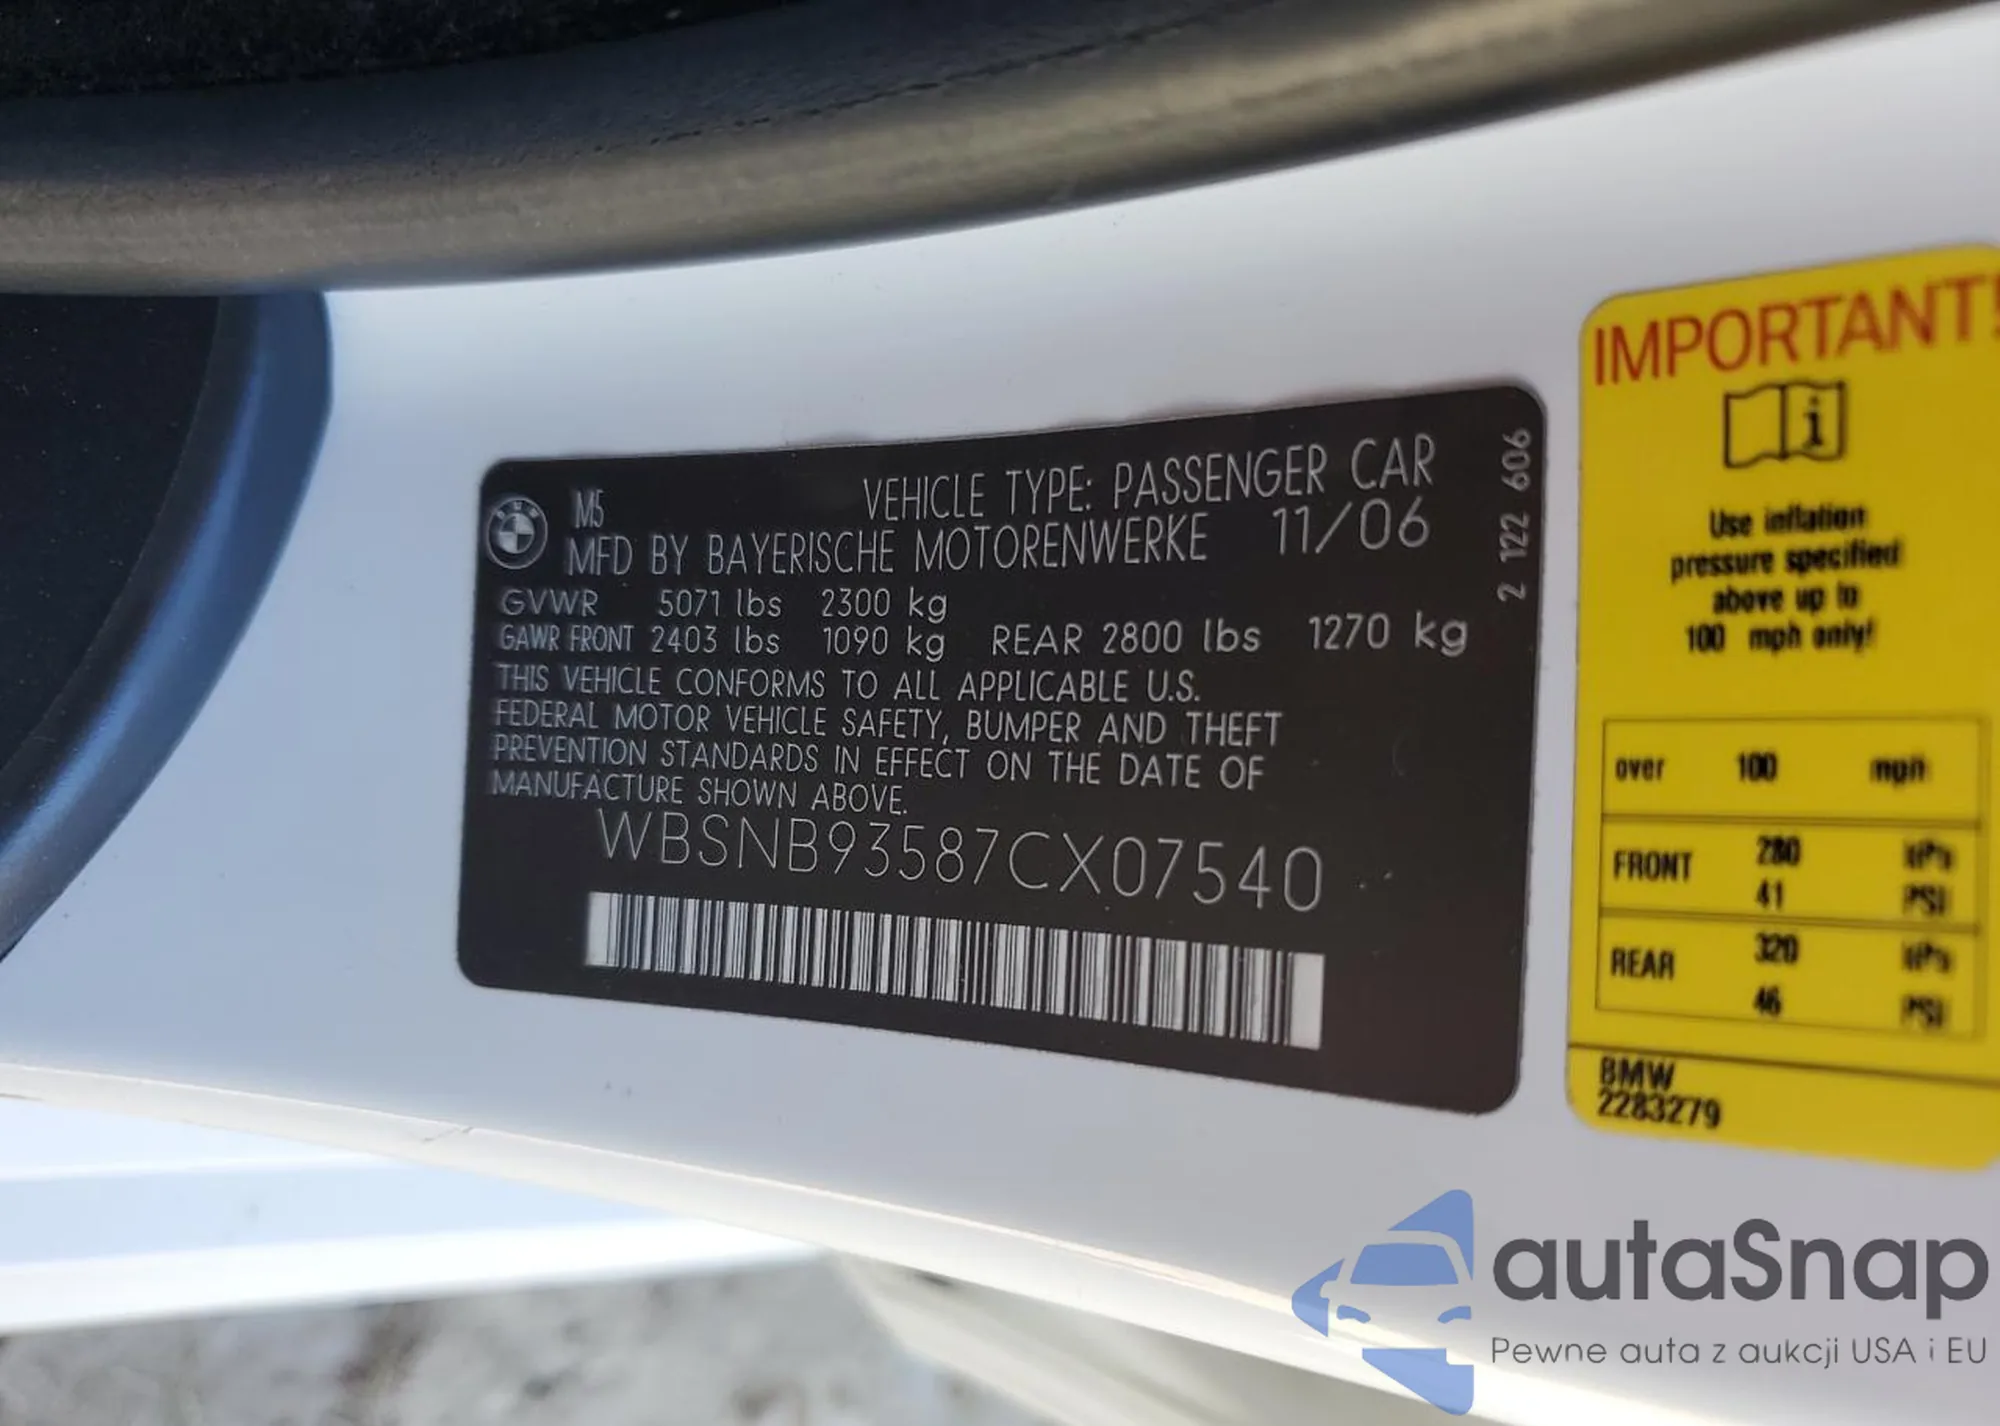 M5 VEHICLE TYPE: PASSENGER CAR
MFD BY BAYERISCHE MOTORENWERKE 11/06
GVWR 5071 lbs 2300 kg
GAWR FRONT 2403 lbs 1090 kg REAR 2800 lbs 1270 kg
THIS VEHICLE CONFORMS TO ALL APPLICABLE U.S.
FEDERAL MOTOR VEHICLE SAFETY, BUMPER AND THEFT
PREVENTION STANDARDS IN EFFECT ON THE DATE OF
MANUFACTURE SHOWN ABOVE.
WBSNB93587CX07540
2 122 606
IMPORTANT!
i
Use inflation
pressure specified
above up to
100 mph only!
over 100 mph
FRONT 280 kPa
41 PSI
REAR 320 kPa
46 PSI
BMW
2283279
autaSnap
Pewne auta z aukcji USA i EU
BMW